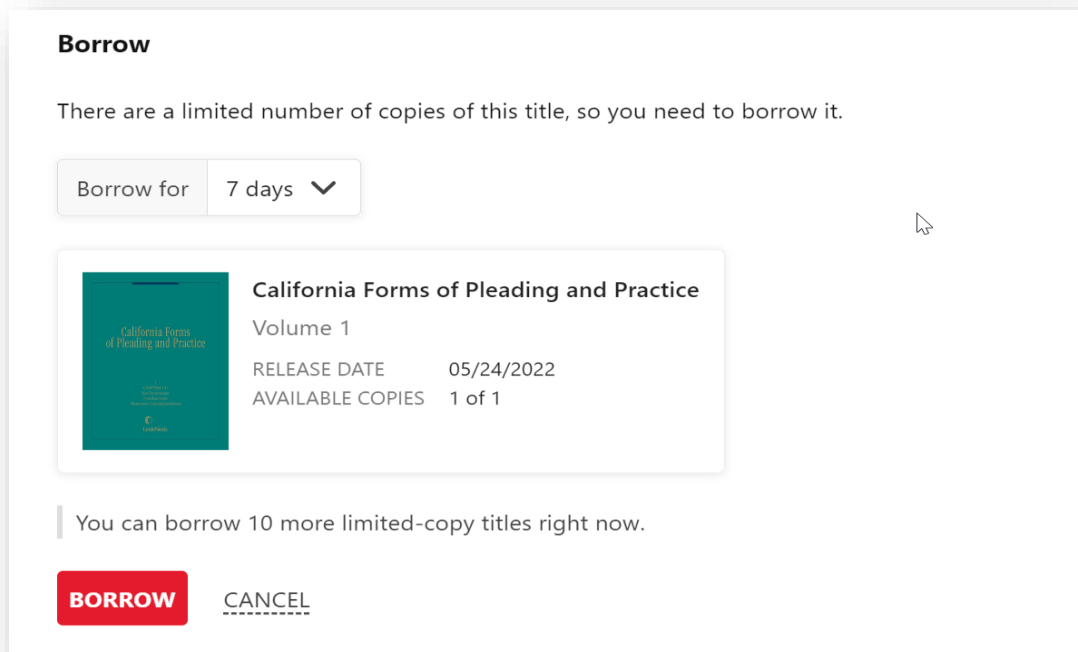 Borrow
There are a limited number of copies of this title, so you need to borrow it.
Borrow for 7 days
California Forms
of Pleading and Practice
California Forms of Pleading and Practice
Volume 1
RELEASE DATE 05/24/2022
AVAILABLE COPIES 1 of 1
LexisNexis
You can borrow 10 more limited-copy titles right now.
BORROW CANCEL